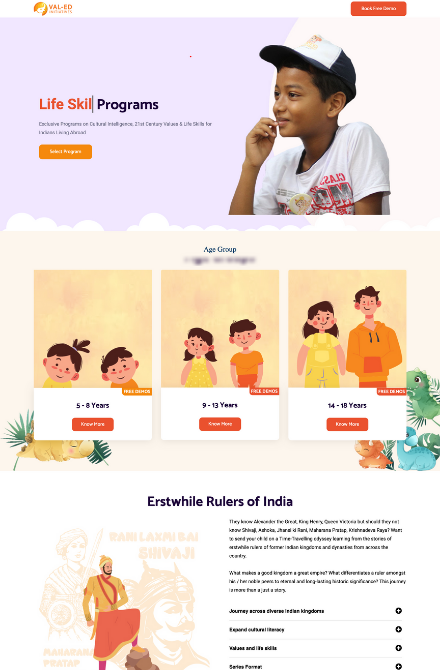 VAL-ED
Book Free Demo
Life Skil Programs
Exclusive Programs on Cultural Intelligence, 21st Century Values & Life Skills for
Indians Living Abroad
Select Program
Age Group
FREE DEMOS
FREE DEMOS
FREE DEMOS
5 - 8 Years
9 - 13 Years
14 - 18 Years
Know More
Know More
Know More
Erstwhile Rulers of India
They know Alexander the Great, King Henry, Queen Victoria but should they not
know Shivaji, Ashoka, Jhansi ki Rani, Maharana Pratap, Krishnadeva Raya? Want
to send your child on a Time-Travelling odyssey learning from the stories of
erstwhile rulers of former Indian kingdoms and dynasties from across the
country.
What makes a good kingdom a great empire? What differentiates a ruler amongst
his / her noble peers to eternal and long-lasting historic significance? This journey
is more than just a story.
RANI LAXMI BAI
SHIVAJI
MAHARANA
PRATAP
Journey across diverse Indian kingdoms
Expand cultural literacy
Values and life skills
Series Format